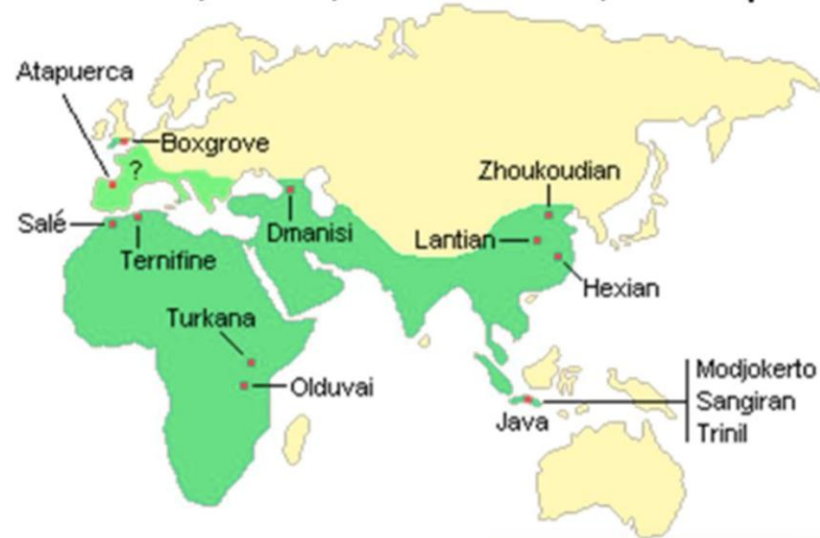 Atapuerca
Boxgrove
?
Zhoukoudian
Salé
Dmanisi
Lantian
Ternifine
Hexian
Turkana
Olduvai
Modjokerto
Sangiran
Java
Trinil